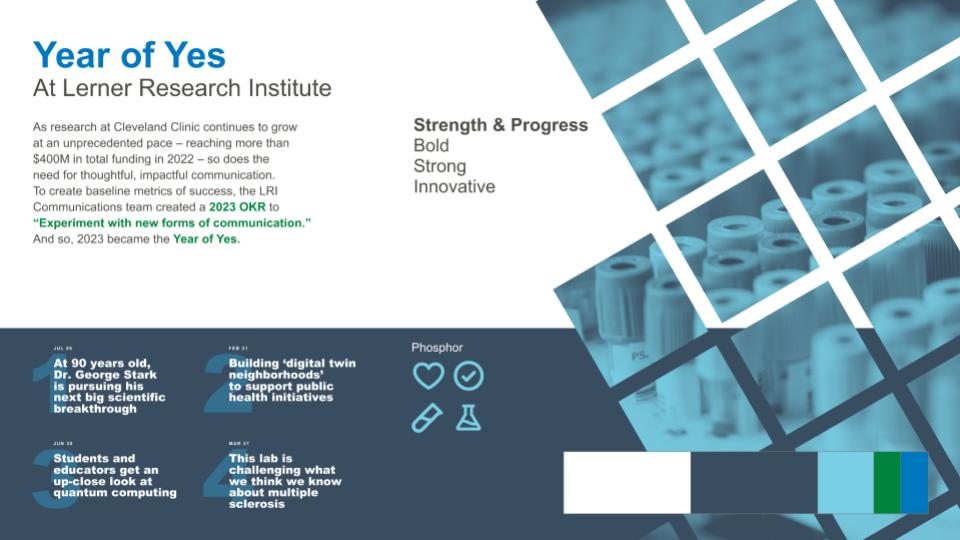 Year of Yes
At Lerner Research Institute
As research at Cleveland Clinic continues to grow
at an unprecedented pace – reaching more than
$400M in total funding in 2022 – so does the
need for thoughtful, impactful communication.
To create baseline metrics of success, the LRI
Communications team created a 2023 OKR to
“Experiment with new forms of communication.”
And so, 2023 became the Year of Yes.
Strength & Progress
Bold
Strong
Innovative
1
JUL 06
At 90 years old,
Dr. George Stark
is pursuing his
next big scientific
breakthrough
2
FEB 21
Building ‘digital twin
neighborhoods’
to support public
health initiatives
3
JUN 30
Students and
educators get an
up-close look at
quantum computing
4
MAR 27
This lab is
challenging what
we think we know
about multiple
sclerosis
Phosphor
PS.